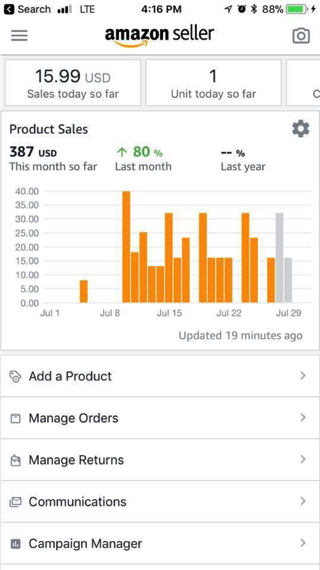 Search LTE 4:16 PM 88%
amazon seller
15.99 USD
Sales today so far
1
Unit today so far
C
Product Sales
387 USD
This month so far
80 %
Last month
-- %
Last year
40.00
35.00
30.00
25.00
20.00
15.00
10.00
5.00
0.00
Jul 1 Jul 8 Jul 15 Jul 22 Jul 29
Updated 19 minutes ago
Add a Product
Manage Orders
Manage Returns
Communications
Campaign Manager